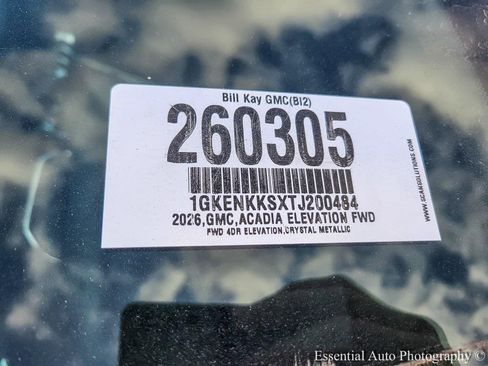 Bill Kay GMC(BI2)
260305
1GKENKKSXTJ200484
2026,GMC,ACADIA ELEVATION FWD
FWD 4DR ELEVATION,CRYSTAL METALLIC
WWW.SCANSOLUTIONS.COM
Essential Auto Photography ©